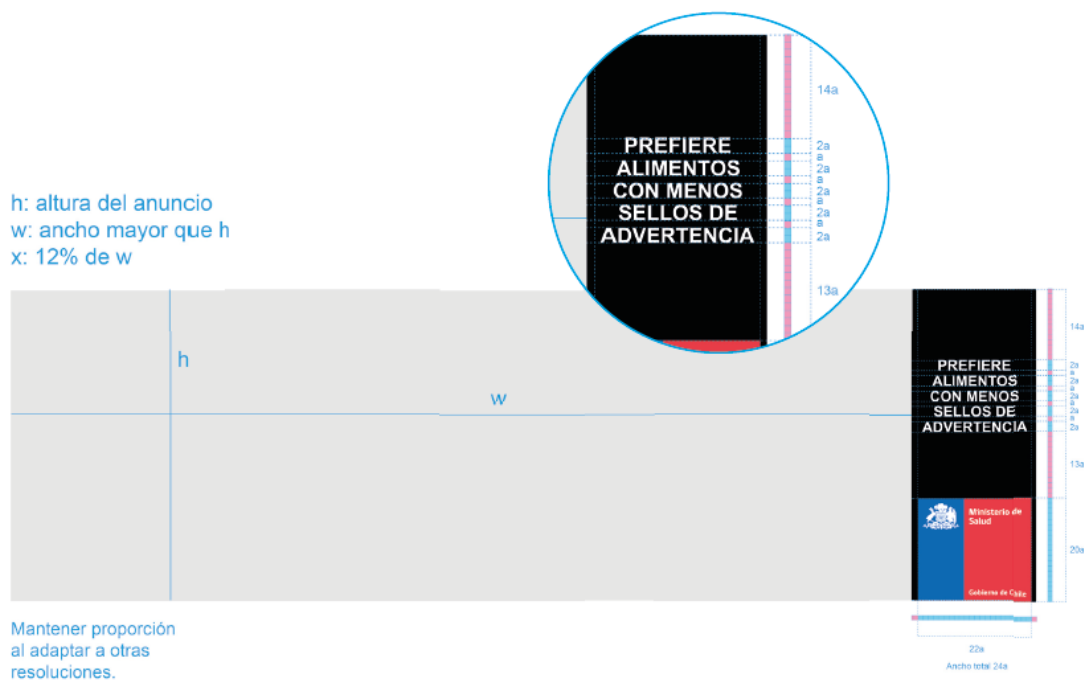 14a
PREFIERE
ALIMENTOS
CON MENOS
SELLOS DE
ADVERTENCIA
2a
a
2a
a
2a
a
2a
a
2a
13a
h: altura del anuncio
w: ancho mayor que h
x: 12% de w
h
w
14a
PREFIERE
ALIMENTOS
CON MENOS
SELLOS DE
ADVERTENCIA
2a
a
2a
a
2a
a
2a
a
2a
13a
Ministerio de
Salud
Gobierno de Chile
20a
22a
Ancho total 24a
Mantener proporción
al adaptar a otras
resoluciones.